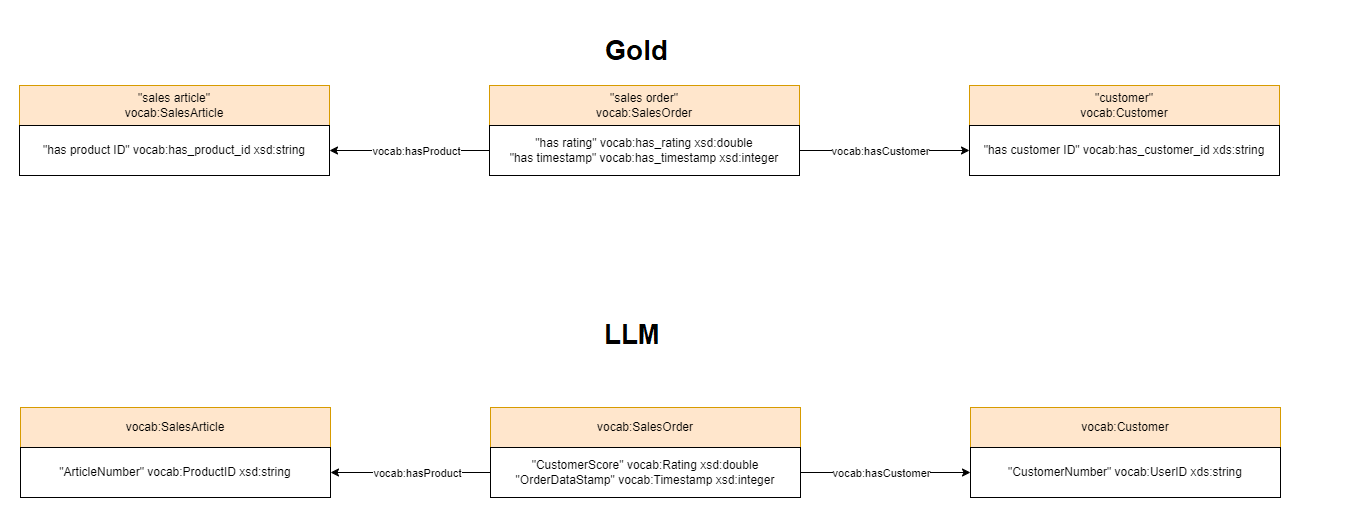 Gold
"sales article"
vocab:SalesArticle
"has product ID" vocab:has_product_id xsd:string
vocab:hasProduct
"sales order"
vocab:SalesOrder
"has rating" vocab:has_rating xsd:double
"has timestamp" vocab:has_timestamp xsd:integer
vocab:hasCustomer
"customer"
vocab:Customer
"has customer ID" vocab:has_customer_id xds:string
LLM
vocab:SalesArticle
"ArticleNumber" vocab:ProductID xsd:string
vocab:hasProduct
vocab:SalesOrder
"CustomerScore" vocab:Rating xsd:double
"OrderDataStamp" vocab:Timestamp xsd:integer
vocab:hasCustomer
vocab:Customer
"CustomerNumber" vocab:UserID xds:string